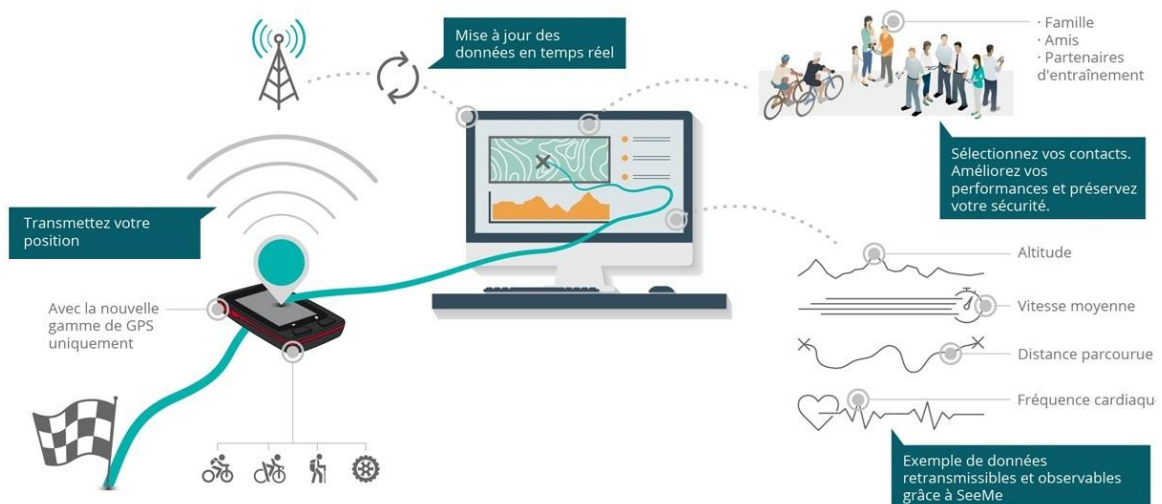 Mise à jour des
données en temps réel
· Famille
· Amis
· Partenaires
d'entraînement
Sélectionnez vos contacts.
Améliorez vos
performances et préservez
votre sécurité.
Transmettez votre
position
Avec la nouvelle
gamme de GPS
uniquement
Altitude
Vitesse moyenne
Distance parcourue
Fréquence cardiaqu
Exemple de données
retransmissibles et observables
grâce à SeeMe